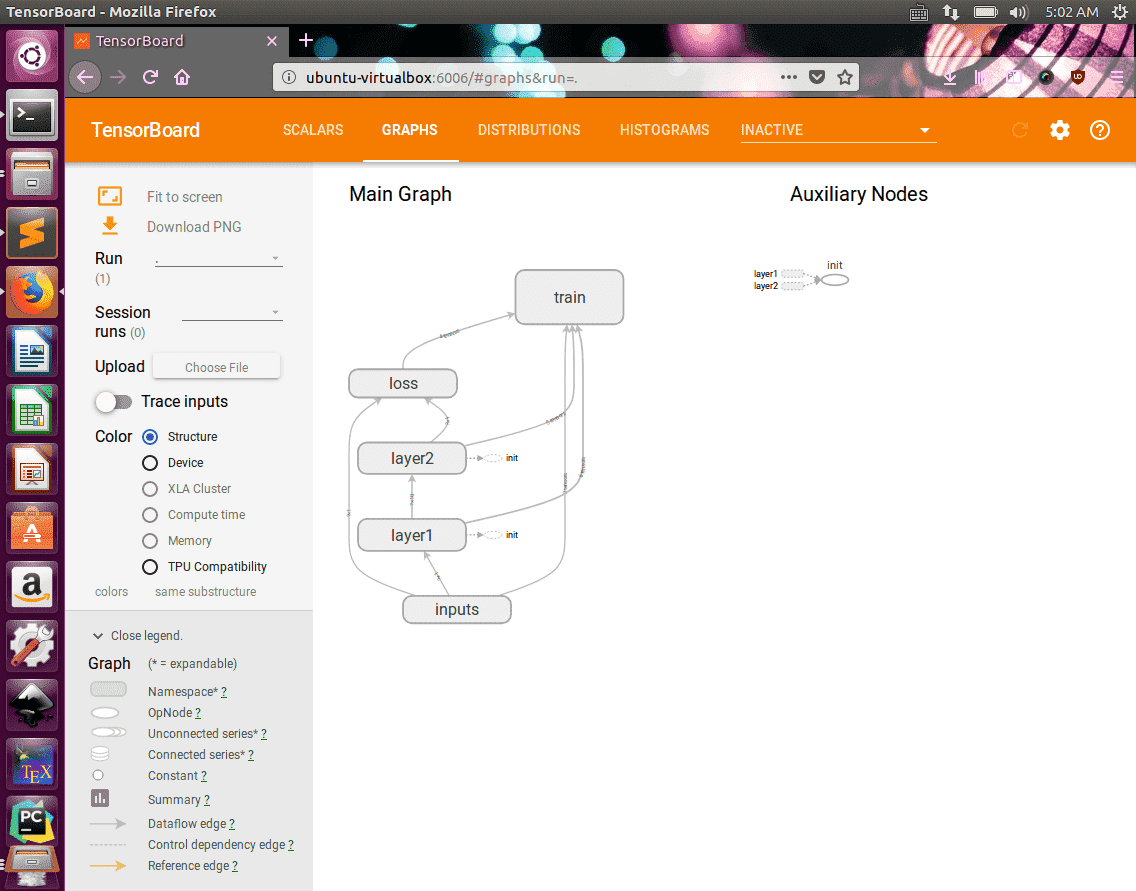 TensorBoard - Mozilla Firefox
5:02 AM
TensorBoard
ubuntu-virtualbox:6006/#graphs&run=.
TensorBoard
SCALARS
GRAPHS
DISTRIBUTIONS
HISTOGRAMS
INACTIVE
Fit to screen
Download PNG
Run
(1)
.
Session
runs (0)
Upload
Choose File
Trace inputs
Color
Structure
Device
XLA Cluster
Compute time
Memory
TPU Compatibility
colors
same substructure
Close legend.
Graph
(* = expandable)
Namespace* ?
OpNode ?
Unconnected series* ?
Connected series* ?
Constant ?
Summary ?
Dataflow edge ?
Control dependency edge ?
Reference edge ?
Main Graph
train
loss
layer2
init
layer1
init
inputs
Auxiliary Nodes
init
layer1
layer2